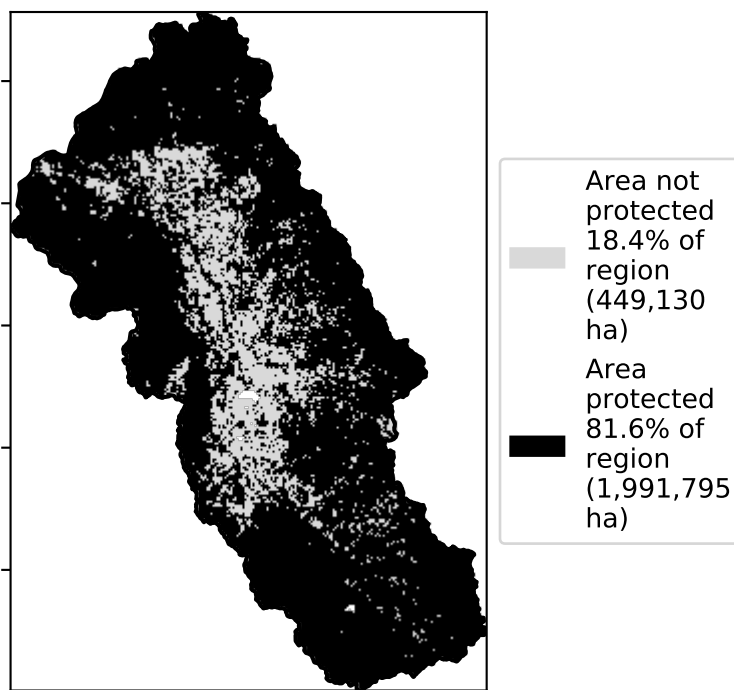 Area not
protected
18.4% of
region
(449,130
ha)
Area
protected
81.6% of
region
(1,991,795
ha)